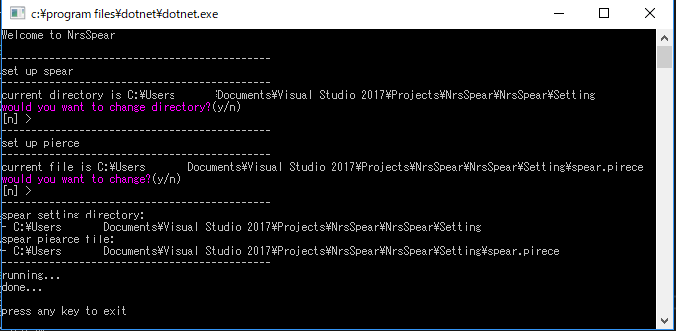 c:¥program files¥dotnet¥dotnet.exe
Welcome to NrsSpear
---------------------------------------------
set up spear
---------------------------------------------
current directory is C:¥Users Documents¥Visual Studio 2017¥Projects¥NrsSpear¥NrsSpear¥Setting
would you want to change directory?(y/n)
[n] >
---------------------------------------------
set up pierce
---------------------------------------------
current file is C:¥Users Documents¥Visual Studio 2017¥Projects¥NrsSpear¥NrsSpear¥Setting¥spear.pirece
would you want to change?(y/n)
[n] >
---------------------------------------------
spear setting directory:
- C:¥Users Documents¥Visual Studio 2017¥Projects¥NrsSpear¥NrsSpear¥Setting
spear piearce file:
- C:¥Users Documents¥Visual Studio 2017¥Projects¥NrsSpear¥NrsSpear¥Setting¥spear.pirece
---------------------------------------------
running...
done...
press any key to exit